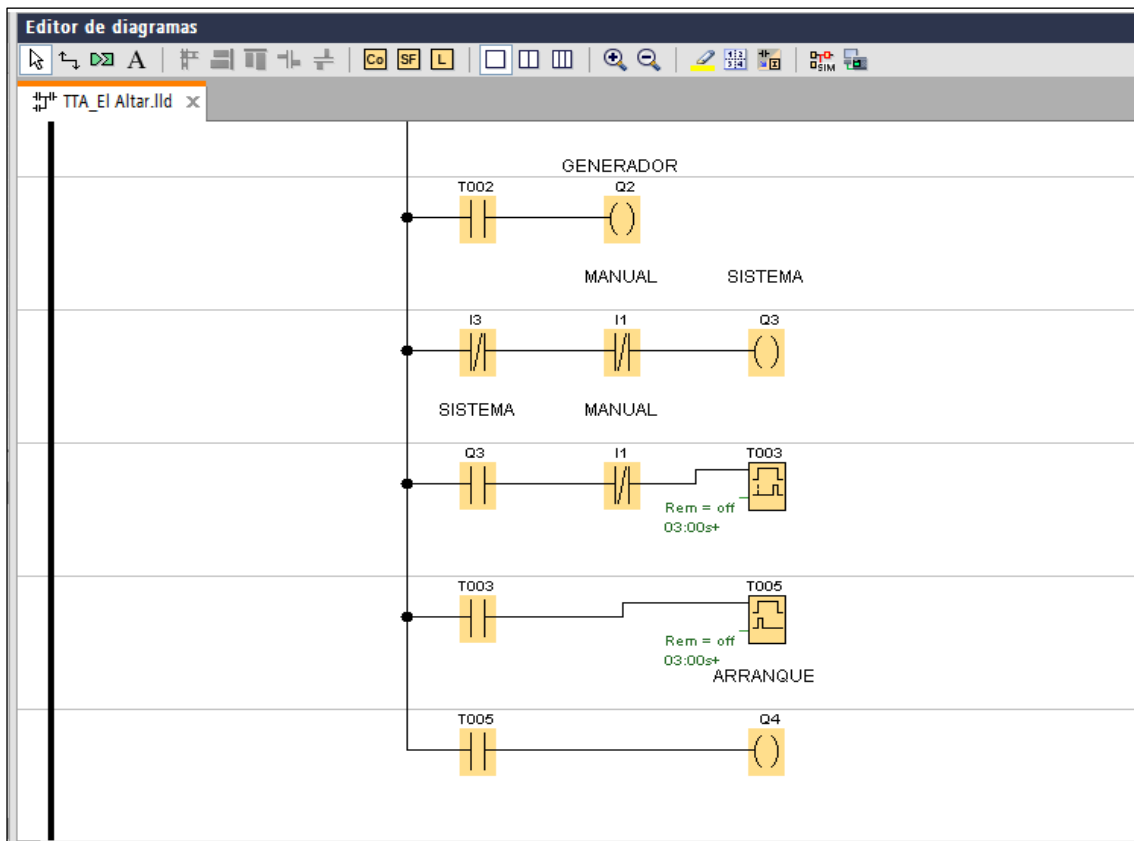 Editor de diagramas
A Co SF L
TTA_El Altar.lld
GENERADOR
T002 Q2
MANUAL SISTEMA
I3 I1 Q3
SISTEMA MANUAL
Q3 I1 T003
Rem = off
03:00s+
T003 T005
Rem = off
03:00s+
ARRANQUE
T005 Q4